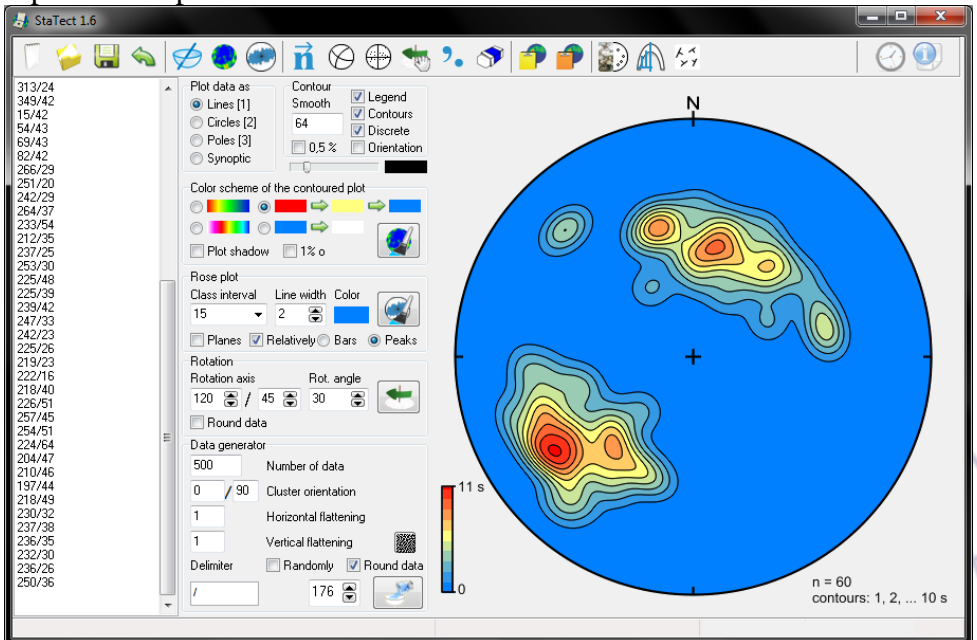 StaTect 1.6
313/24
349/42
15/42
54/43
69/43
82/42
266/29
251/20
242/29
264/37
233/54
212/35
237/25
253/30
225/48
225/39
239/42
247/33
242/23
225/26
219/23
222/16
218/40
226/51
257/45
254/51
224/64
204/47
210/46
197/44
218/49
230/32
237/38
236/35
232/30
236/26
250/36
Plot data as
Lines [1]
Circles [2]
Poles [3]
Synoptic
Contour
Smooth
64
0,5 %
Legend
Contours
Discrete
Orientation
Color scheme of the contoured plot
Plot shadow 1% o
Rose plot
Class interval Line width Color
15 2
Planes Relatively Bars Peaks
Rotation
Rotation axis Rot. angle
120 / 45 30
Round data
Data generator
500 Number of data
0 / 90 Cluster orientation
1 Horizontal flattening
1 Vertical flattening
Delimiter Randomly Round data
/ 176
N
11 s
0
n = 60
contours: 1, 2, ... 10 s